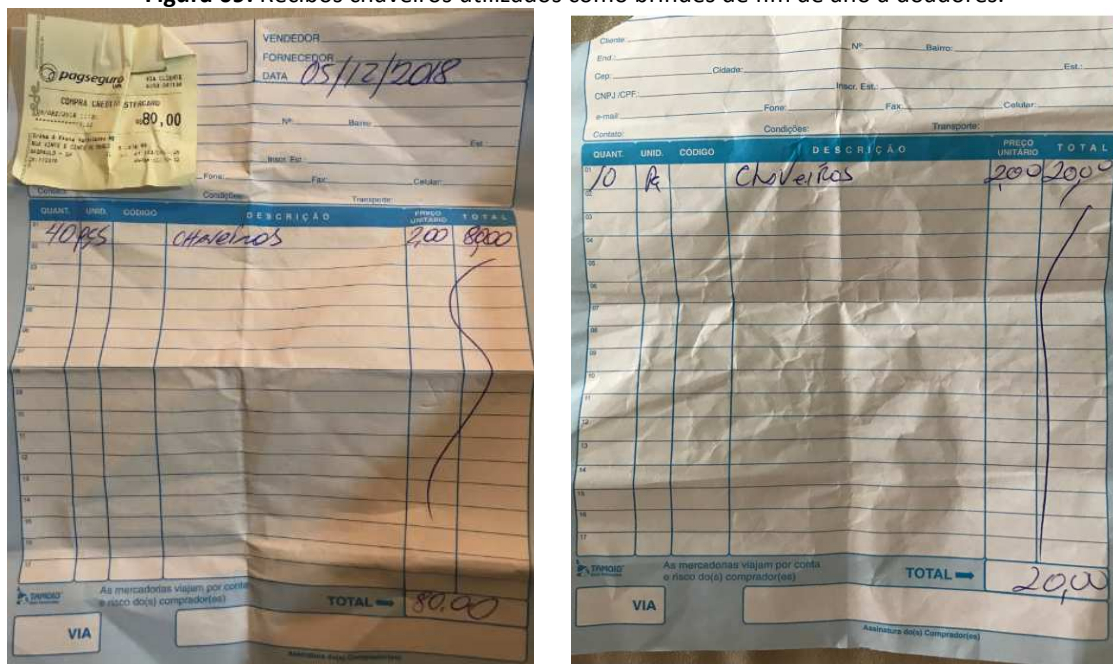 recibos chaveiros utilizados como brindes de fim de ano a doadores.
pagseguro VIA CLIENTE
COMPRA CREDITO
80,00
VENDEDOR
FORNECEDOR
DATA 05/12/2018
Nº Bairro:
Est.
Inscr. Est.
Fone: Fax: Celular:
Contato: Condições: Transporte:
QUANT. UNID. CÓDIGO DESCRIÇÃO PREÇO UNITÁRIO TOTAL
40 pçs chaveiros 2,00 80,00
TAMOIO
As mercadorias viajam por conta
e risco do(s) comprador(es)
TOTAL 80,00
VIA
Assinatura do(s) Comprador(es)
Cliente:
End.: Nº Bairro:
Cep: Cidade: Est.:
CNPJ /CPF: Inscr. Est.:
e-mail: Fone: Fax: Celular:
Contato: Condições: Transporte:
QUANT. UNID. CÓDIGO DESCRIÇÃO PREÇO UNITÁRIO TOTAL
10 Pç Chaveiros 2,00 20,00
TAMOIO
As mercadorias viajam por conta
e risco do(s) comprador(es)
TOTAL 20,00
VIA
Assinatura do(s) Comprador(es)